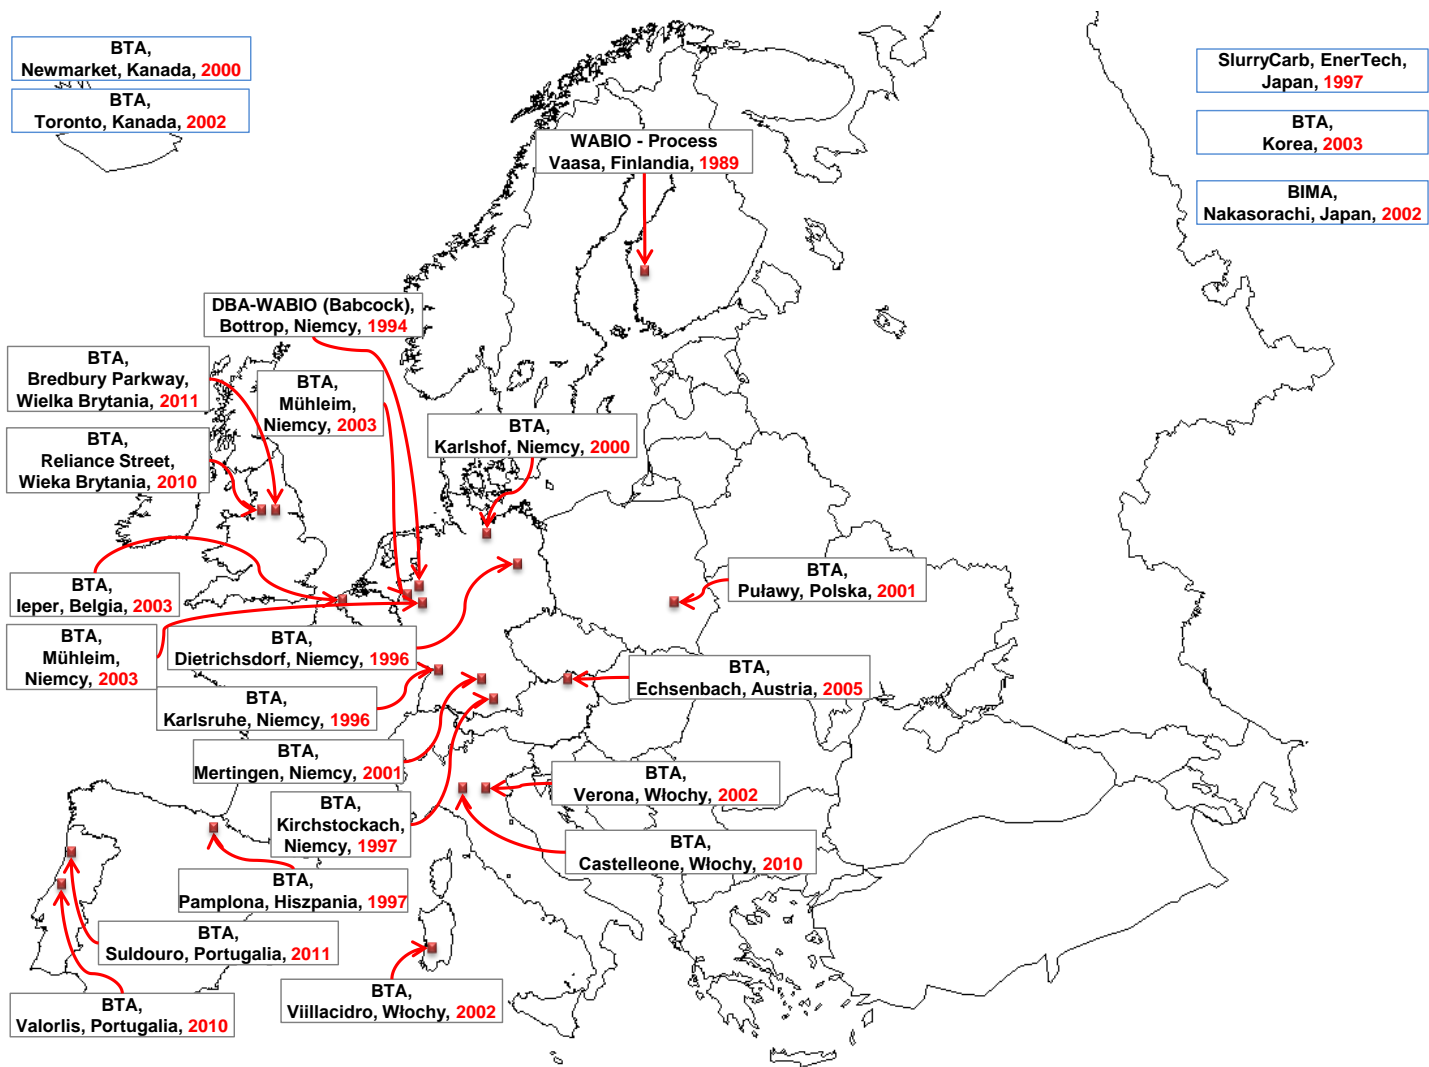 BTA,
Newmarket, Kanada, 2000
BTA,
Toronto, Kanada, 2002
SlurryCarb, EnerTech,
Japan, 1997
BTA,
Korea, 2003
BIMA,
Nakasorachi, Japan, 2002
WABIO - Process
Vaasa, Finlandia, 1989
DBA-WABIO (Babcock),
Bottrop, Niemcy, 1994
BTA,
Bredbury Parkway,
Wielka Brytania, 2011
BTA,
Mühleim,
Niemcy, 2003
BTA,
Karlshof, Niemcy, 2000
BTA,
Reliance Street,
Wieka Brytania, 2010
BTA,
Ieper, Belgia, 2003
BTA,
Puławy, Polska, 2001
BTA,
Mühleim,
Niemcy, 2003
BTA,
Dietrichsdorf, Niemcy, 1996
BTA,
Echsenbach, Austria, 2005
BTA,
Karlsruhe, Niemcy, 1996
BTA,
Mertingen, Niemcy, 2001
BTA,
Verona, Włochy, 2002
BTA,
Kirchstockach,
Niemcy, 1997
BTA,
Castelleone, Włochy, 2010
BTA,
Pamplona, Hiszpania, 1997
BTA,
Suldouro, Portugalia, 2011
BTA,
Viillacidro, Włochy, 2002
BTA,
Valorlis, Portugalia, 2010